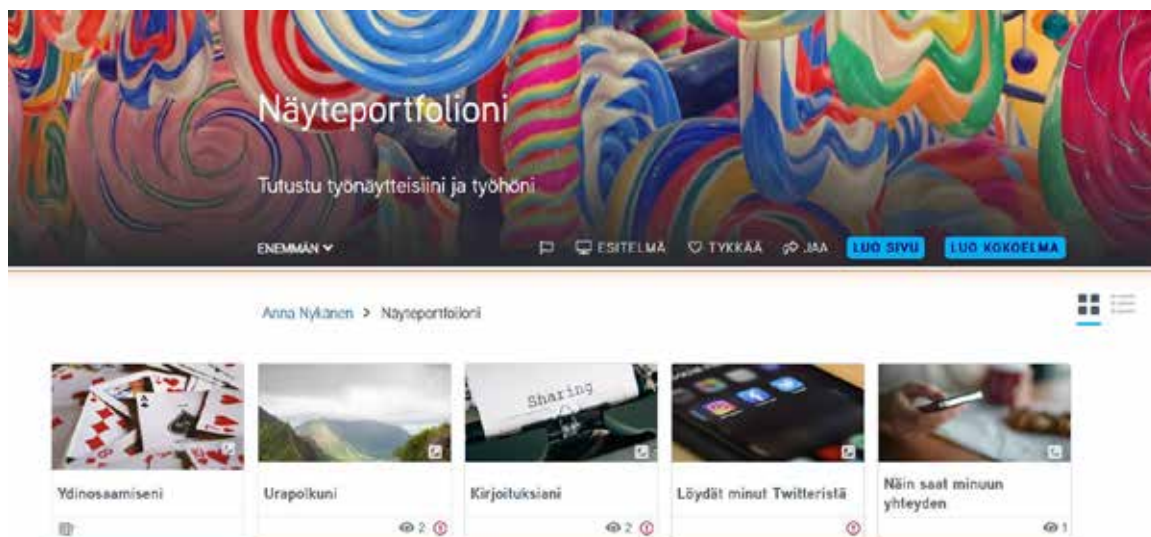 Näyteportfolioni
Tutustu työnäytteisiini ja työhöni
ENEMMÄN
ESITELMÄ
TYKKÄÄ
JAA
LUO SIVU
LUO KOKOELMA
Anna Nykänen > Näyteportfolioni
Sharing
Ydinosaamiseni
Urapolkuni
Kirjoituksiani
Löydät minut Twitteristä
Näin saat minuun
yhteyden
2
2
1